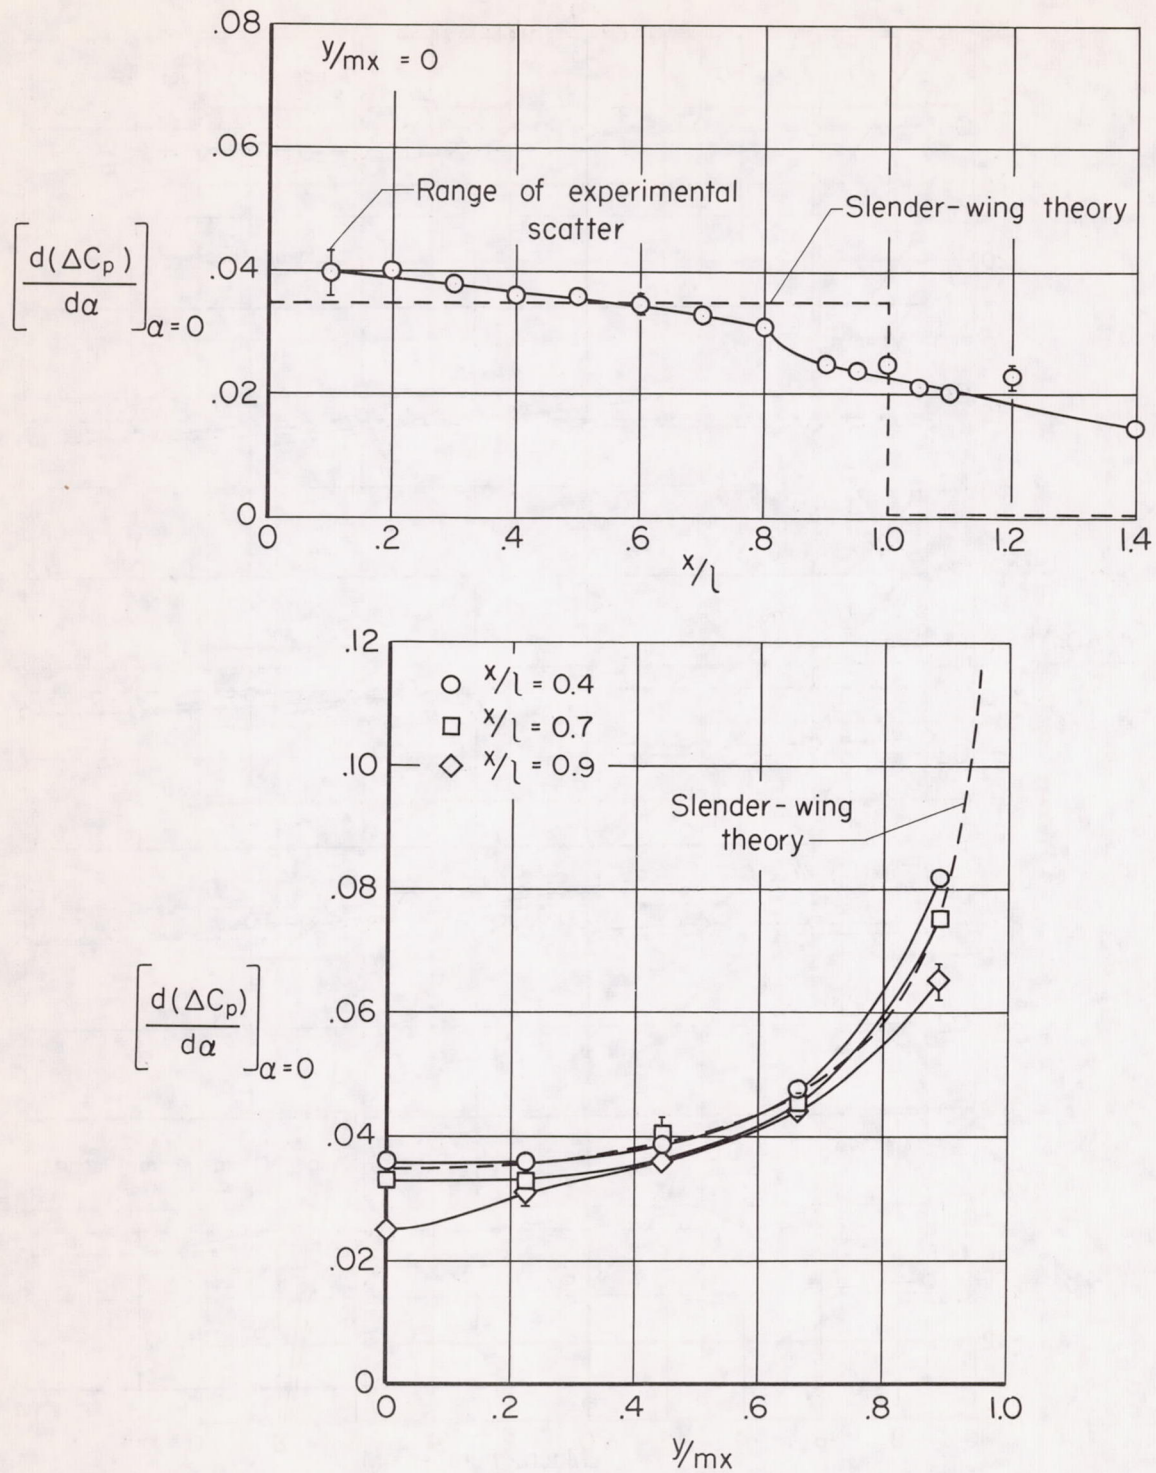 .08
y/mx = 0
.06
Range of experimental
scatter
Slender-wing theory
[d(ΔCp)/dα]α=0
.04
.02
0
0 .2 .4 .6 .8 1.0 1.2 1.4
x/l
.12
○ x/l = 0.4
□ x/l = 0.7
.10
◇ x/l = 0.9
Slender-wing
theory
.08
[d(ΔCp)/dα]α=0
.06
.04
.02
0
0 .2 .4 .6 .8 1.0
y/mx